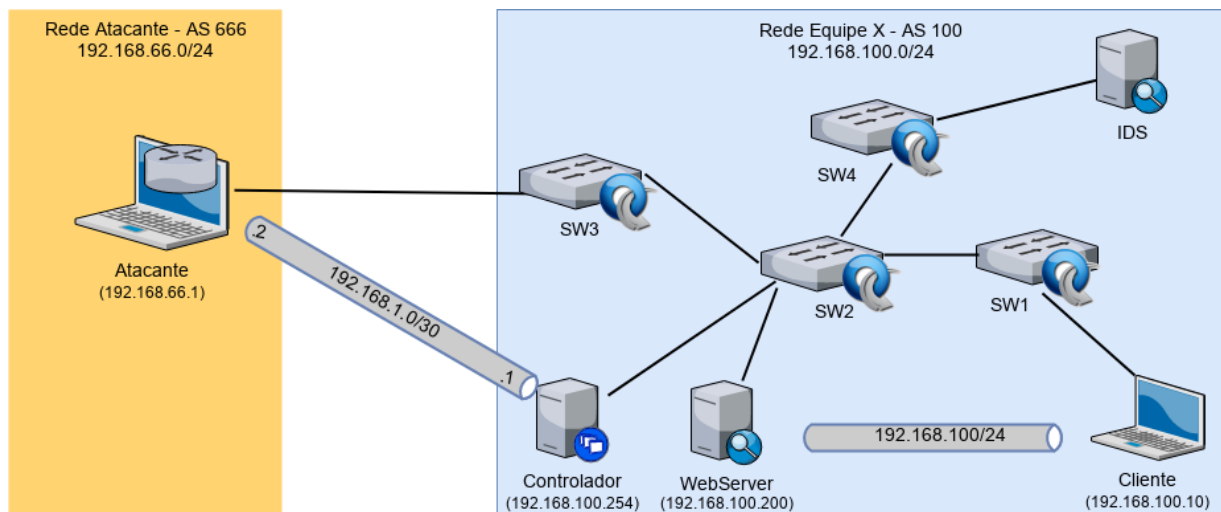 Rede Atacante - AS 666
192.168.66.0/24
Rede Equipe X - AS 100
192.168.100.0/24
IDS
SW4
SW3
SW2
SW1
Atacante
(192.168.66.1)
.2
192.168.1.0/30
.1
192.168.100/24
Controlador
(192.168.100.254)
WebServer
(192.168.100.200)
Cliente
(192.168.100.10)